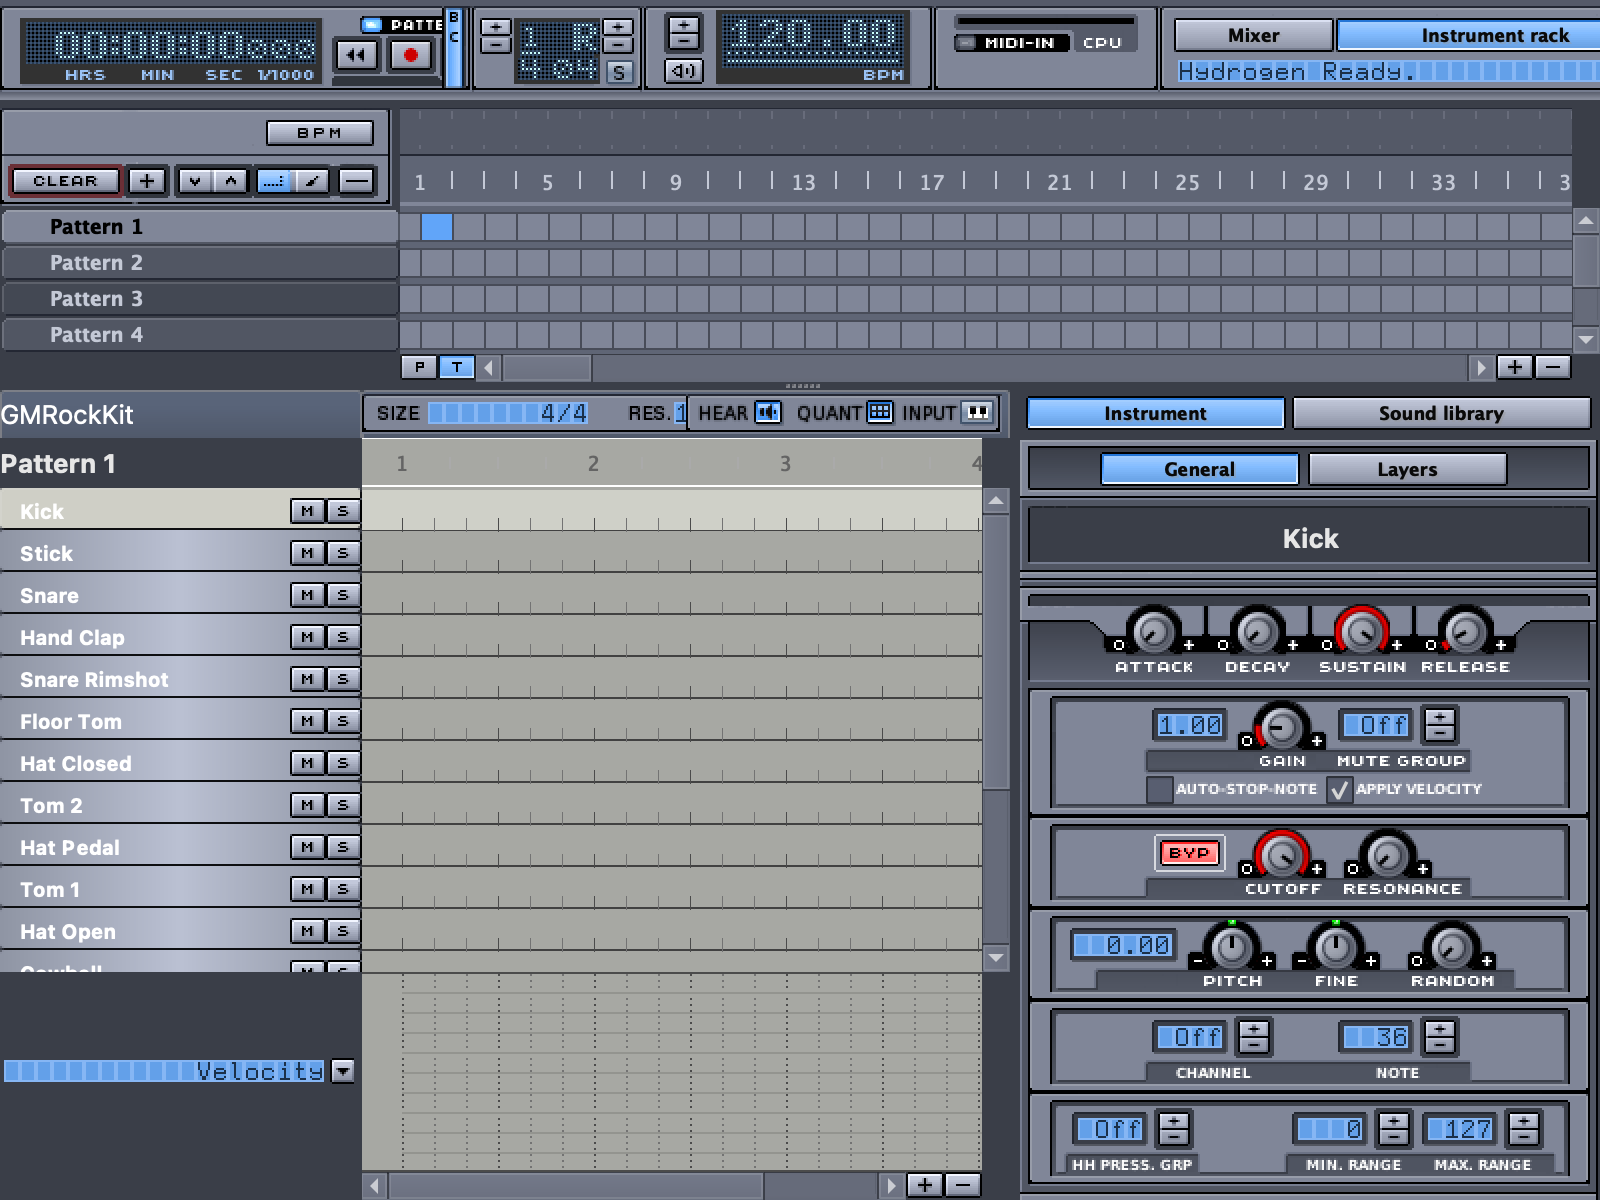 00:00:00000
HRS MIN SEC 1/1000
PATTE
B
C
S
120.00
BPM
MIDI-IN CPU
Mixer
Instrument rack
Hydrogen Ready.
BPM
CLEAR
1 5 9 13 17 21 25 29 33 3
Pattern 1
Pattern 2
Pattern 3
Pattern 4
P T
GMRockKit
SIZE 4/4 RES. 1 HEAR QUANT INPUT
Instrument
Sound library
Pattern 1
1 2 3 4
General
Layers
Kick
Kick M S
Stick M S
Snare M S
Hand Clap M S
Snare Rimshot M S
Floor Tom M S
Hat Closed M S
Tom 2 M S
Hat Pedal M S
Tom 1 M S
Hat Open M S
Cowbell M S
Velocity
ATTACK DECAY SUSTAIN RELEASE
1.00 Off
GAIN MUTE GROUP
AUTO-STOP-NOTE APPLY VELOCITY
BYP
CUTOFF RESONANCE
0.00
PITCH FINE RANDOM
Off 36
CHANNEL NOTE
Off 0 127
HH PRESS. GRP MIN. RANGE MAX. RANGE